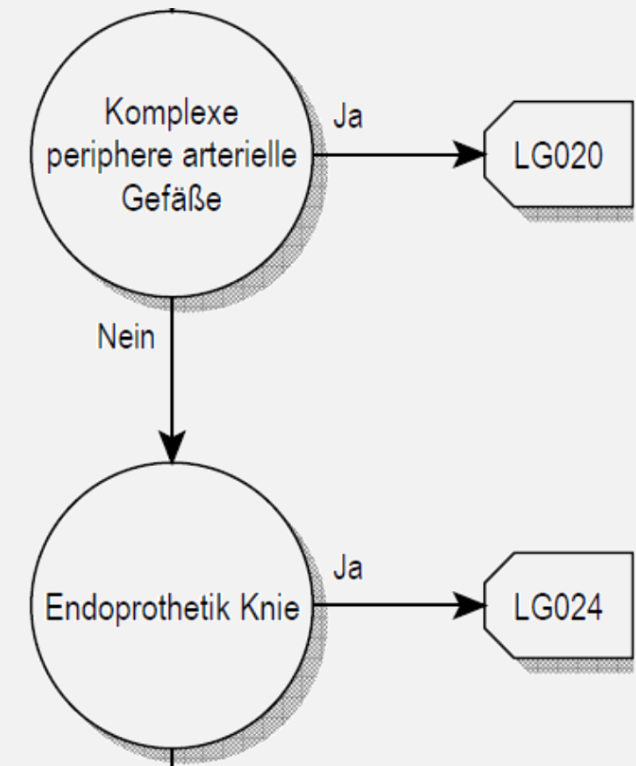 Komplexe
periphere arterielle
Gefäße
Ja
LG020
Nein
Endoprothetik Knie
Ja
LG024